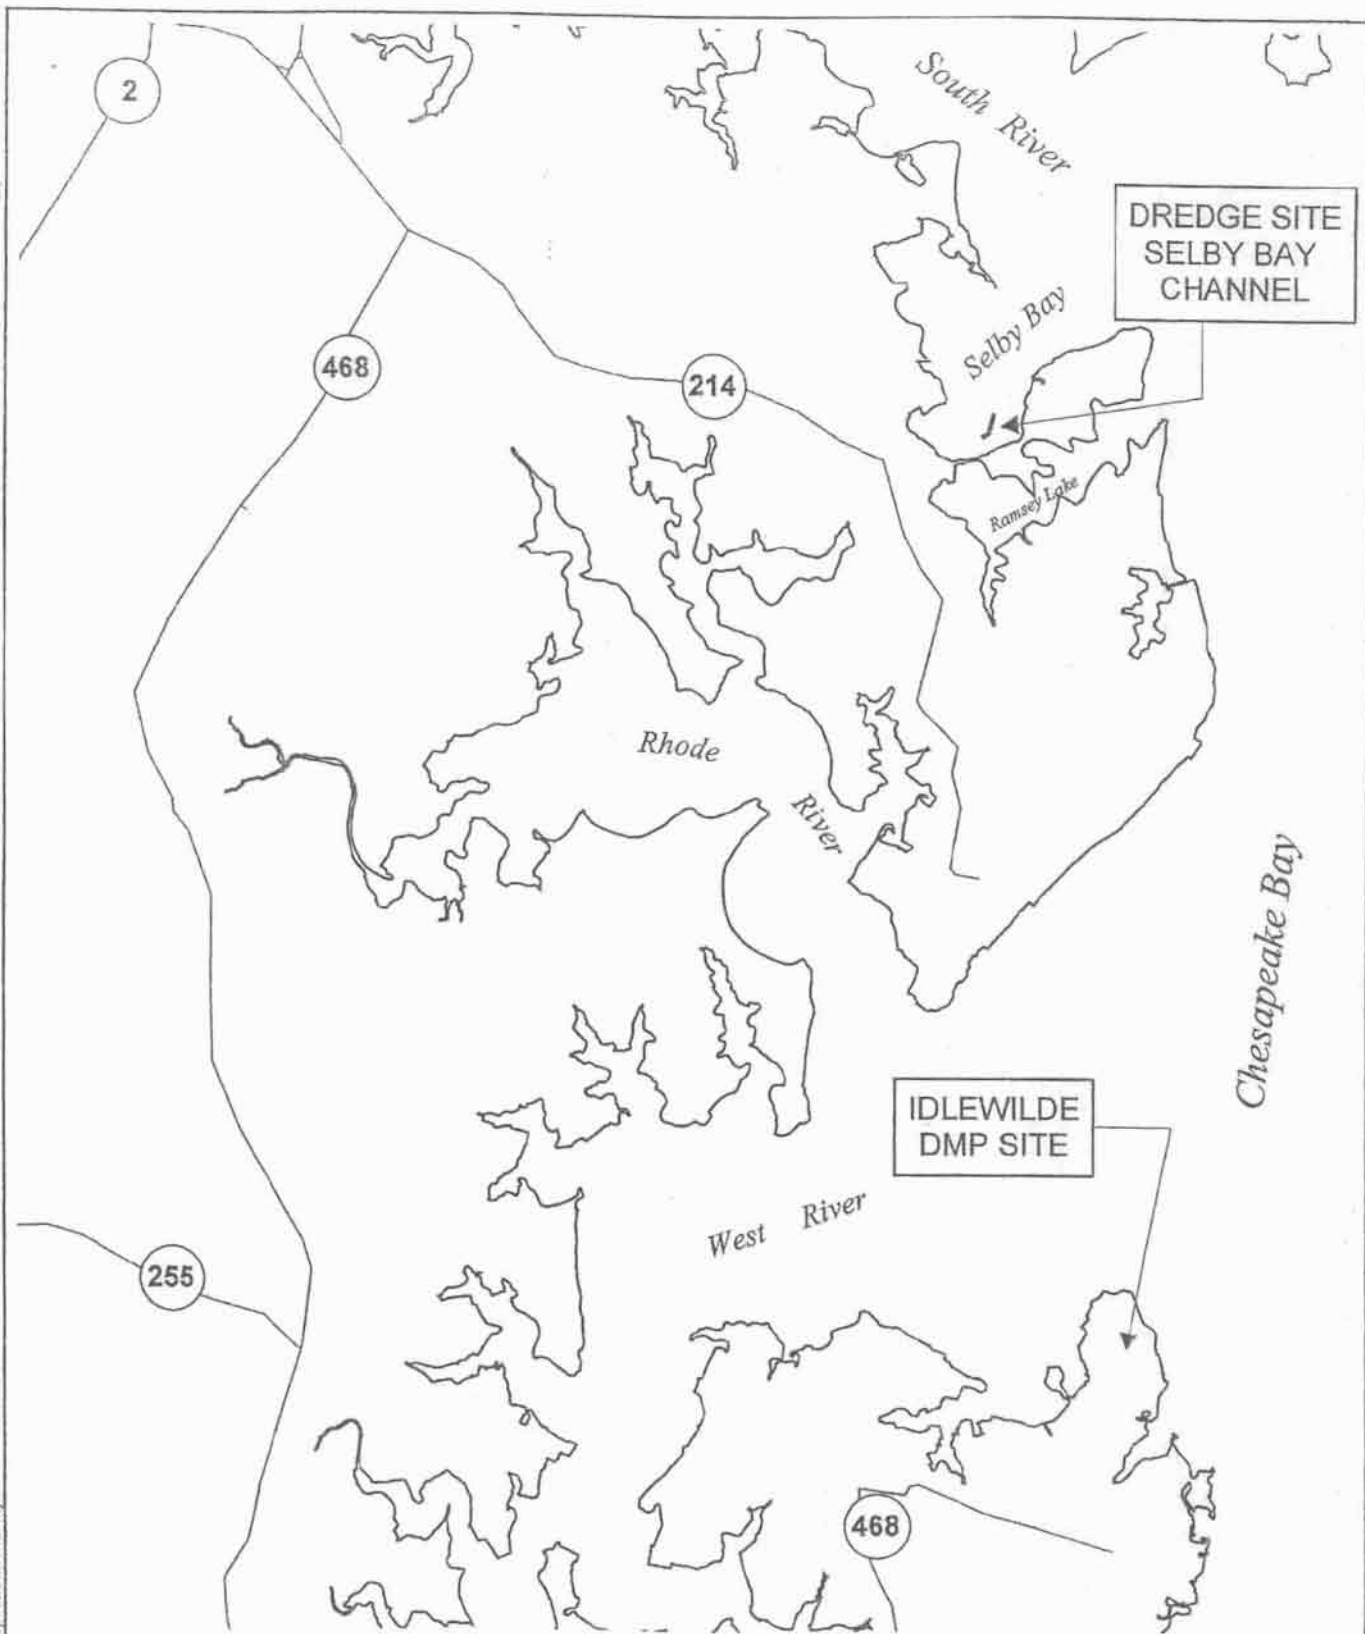 2
South River
DREDGE SITE
SELBY BAY
CHANNEL
Selby Bay
468
214
Ramsey Lake
Rhode
River
Chesapeake Bay
IDLEWILDE
DMP SITE
West River
255
468